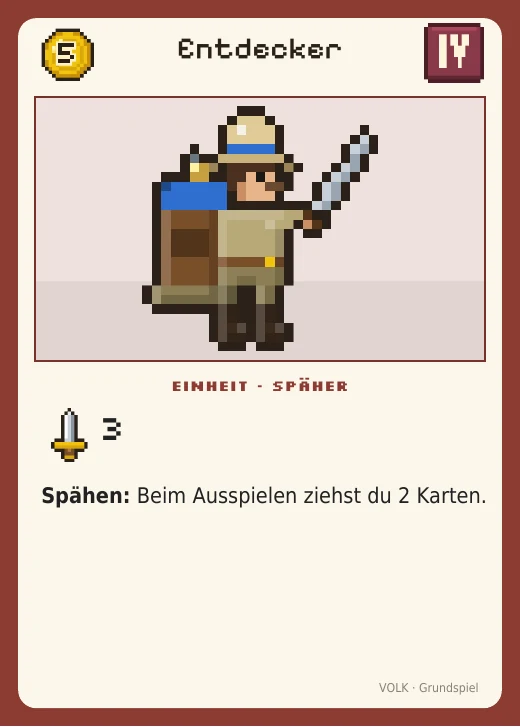 5 Entdecker IV
EINHEIT · SPÄHER
3
Spähen: Beim Ausspielen ziehst du 2 Karten.
VOLK · Grundspiel